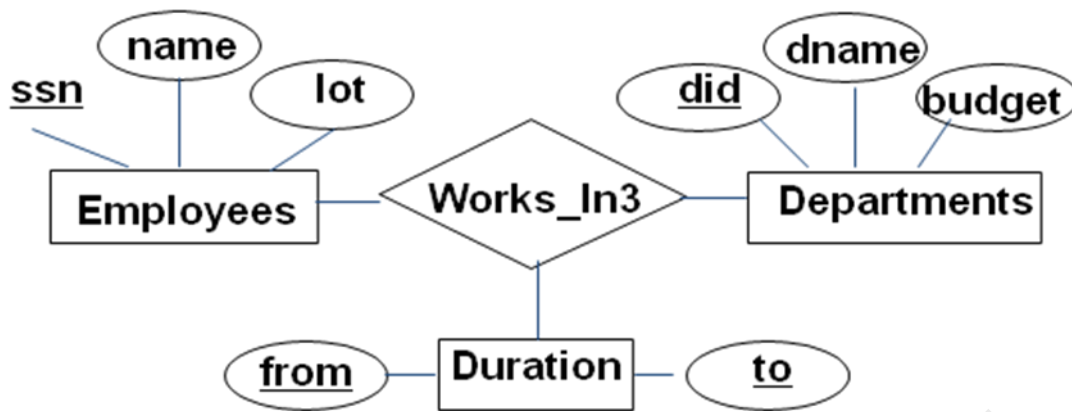 name
ssn
lot
Employees
Works_In3
dname
did
budget
Departments
from
Duration
to